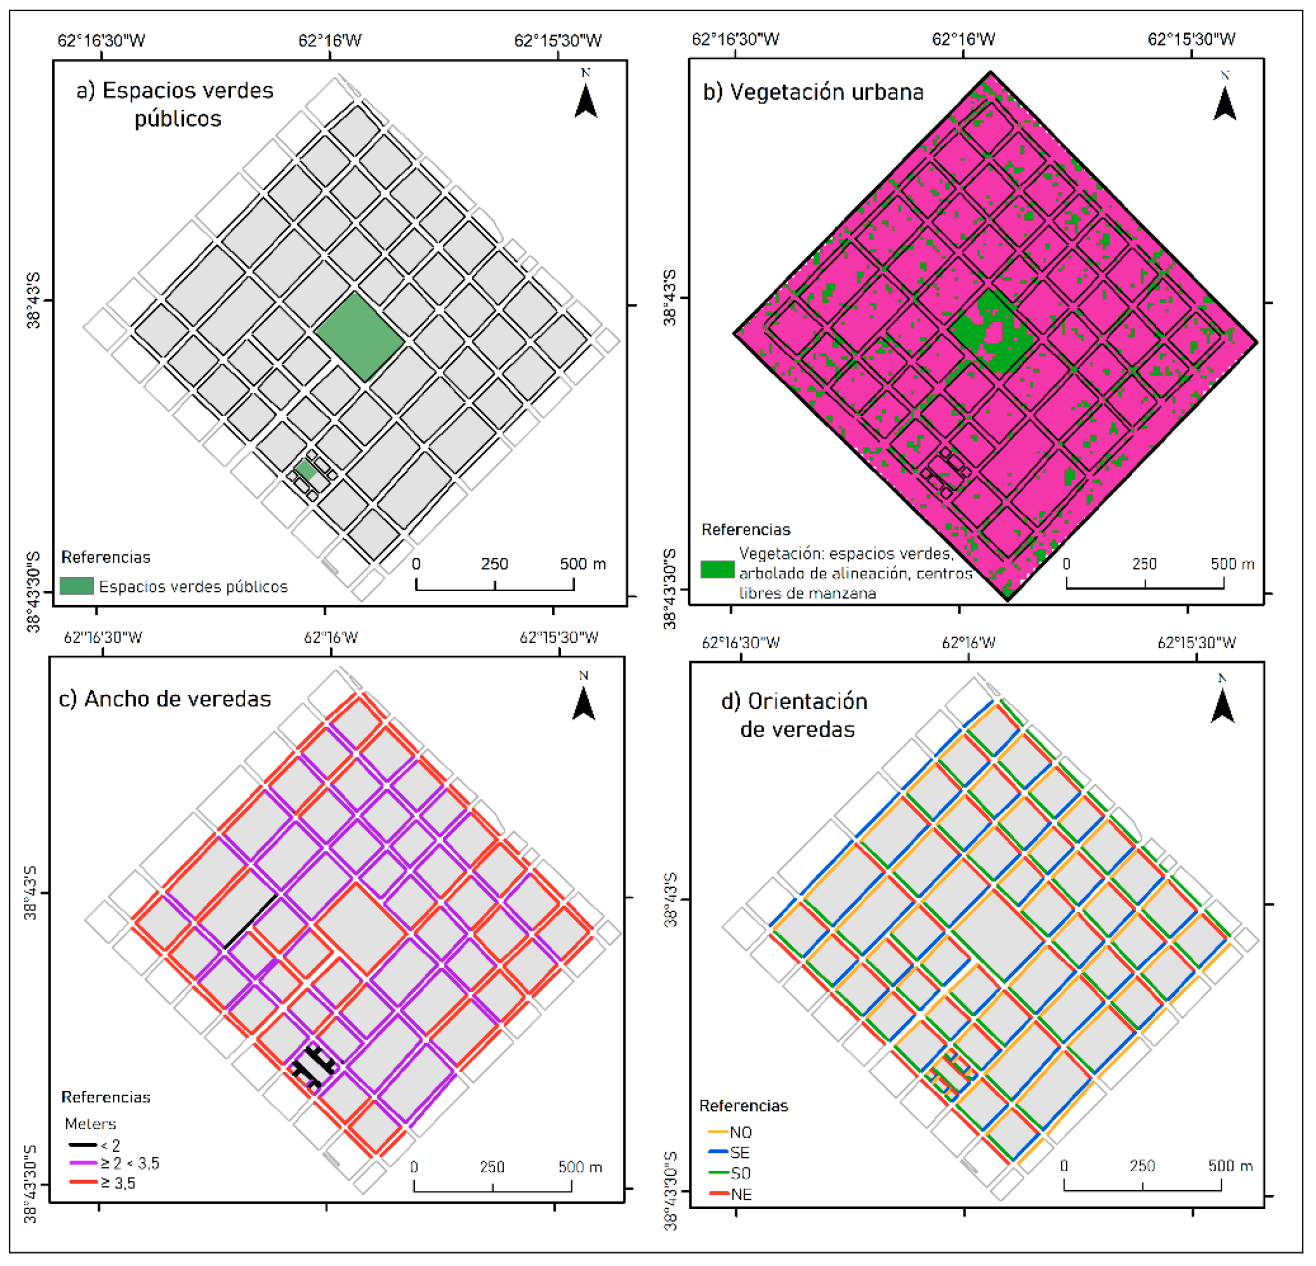 62°16'30"W 62°16'W 62°15'30"W
a) Espacios verdes
públicos
N
38°43'S
38°43'30"S
Referencias
Espacios verdes públicos
0 250 500 m
62°16'30"W 62°16'W 62°15'30"W
b) Vegetación urbana
N
38°43'S
38°43'30"S
Referencias
Vegetación: espacios verdes,
arbolado de alineación, centros
libres de manzana
0 250 500 m
62°16'30"W 62°16'W 62°15'30"W
c) Ancho de veredas
N
38°43'S
38°43'30"S
Referencias
Meters
< 2
≥ 2 < 3,5
≥ 3,5
0 250 500 m
62°16'30"W 62°16'W 62°15'30"W
d) Orientación
de veredas
N
38°43'S
38°43'30"S
Referencias
NO
SE
SO
NE
0 250 500 m